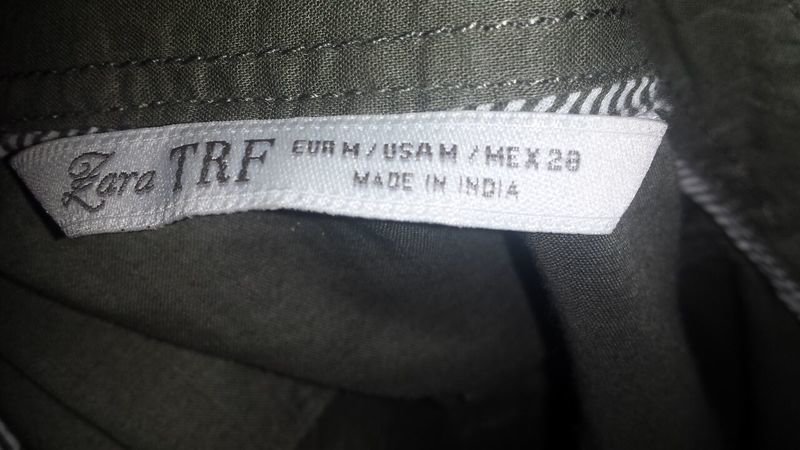 Zara TRF EUR M / USA M / MEX 28
MADE IN INDIA